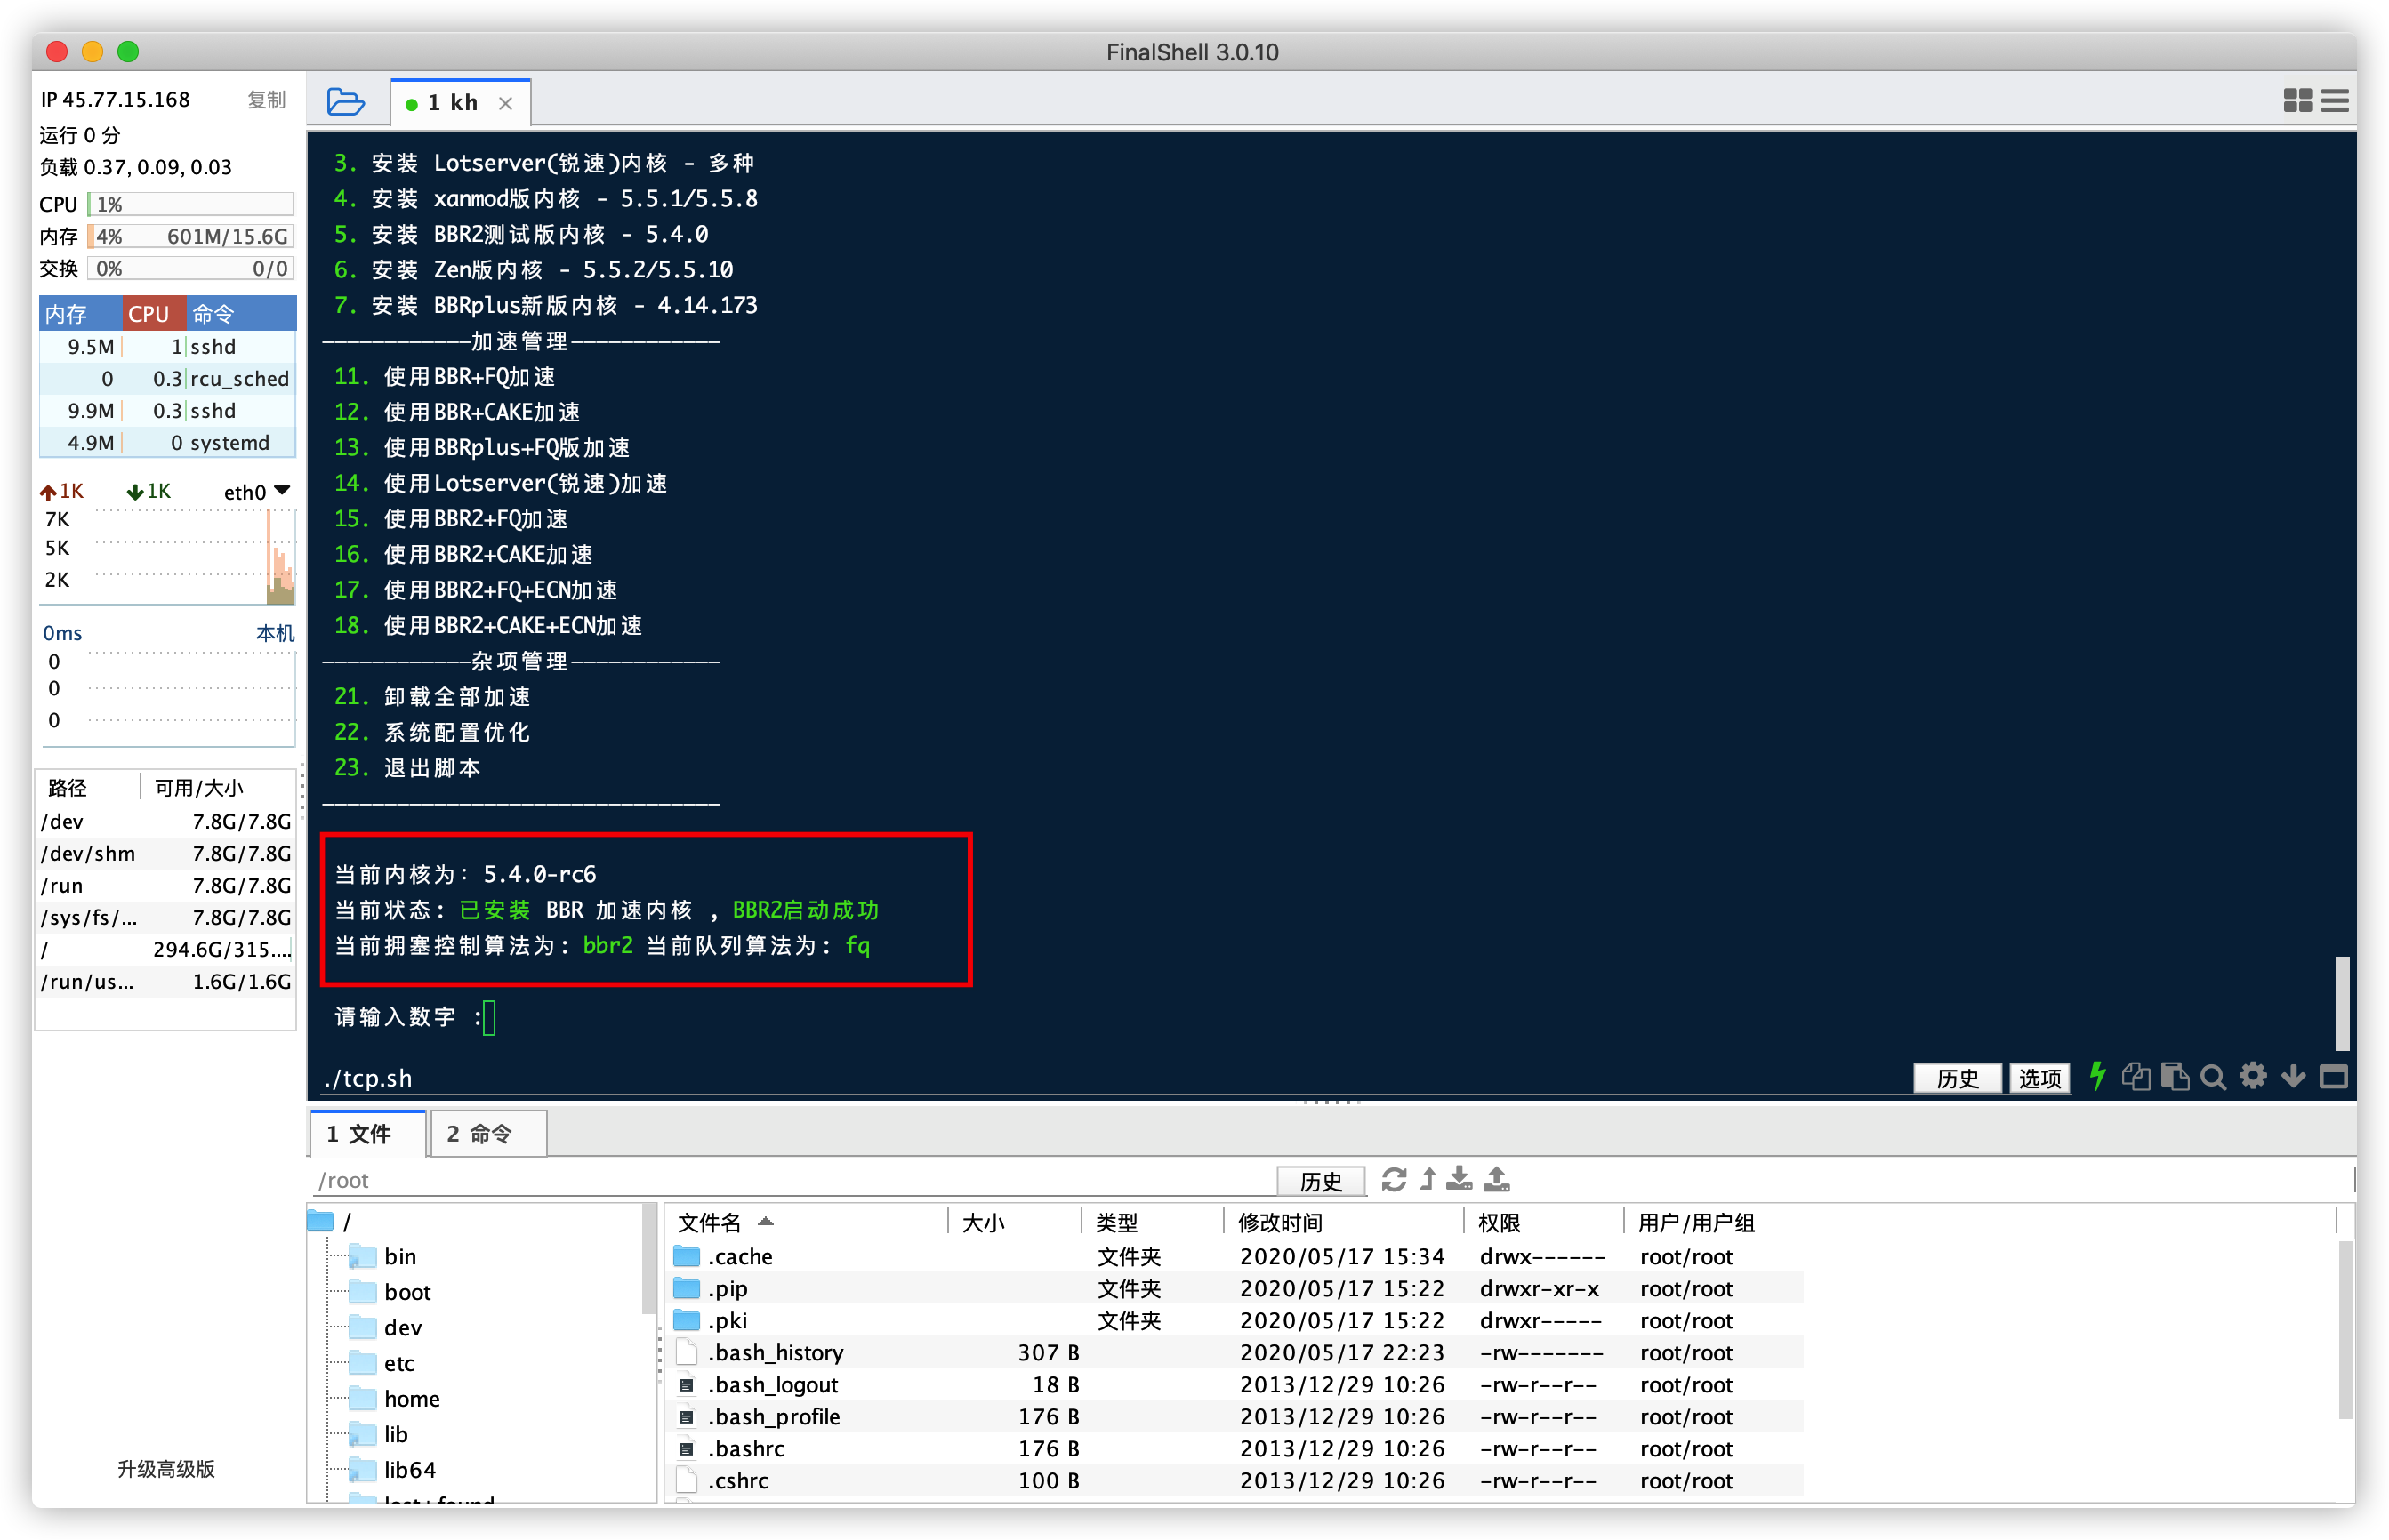 FinalShell 3.0.10
IP 45.77.15.168 复制
运行 0 分
负载 0.37, 0.09, 0.03
CPU 1%
内存 4% 601M/15.6G
交换 0% 0/0
内存 CPU 命令
9.5M 1 sshd
0 0.3 rcu_sched
9.9M 0.3 sshd
4.9M 0 systemd
1K 1K eth0
7K
5K
2K
0ms 本机
0
0
0
路径 可用/大小
/dev 7.8G/7.8G
/dev/shm 7.8G/7.8G
/run 7.8G/7.8G
/sys/fs/... 7.8G/7.8G
/ 294.6G/315....
/run/us... 1.6G/1.6G
升级高级版
1 kh
3. 安装 Lotserver(锐速)内核 - 多种
4. 安装 xanmod版内核 - 5.5.1/5.5.8
5. 安装 BBR2测试版内核 - 5.4.0
6. 安装 Zen版内核 - 5.5.2/5.5.10
7. 安装 BBRplus新版内核 - 4.14.173
————————————加速管理————————————
11. 使用BBR+FQ加速
12. 使用BBR+CAKE加速
13. 使用BBRplus+FQ版加速
14. 使用Lotserver(锐速)加速
15. 使用BBR2+FQ加速
16. 使用BBR2+CAKE加速
17. 使用BBR2+FQ+ECN加速
18. 使用BBR2+CAKE+ECN加速
————————————杂项管理————————————
21. 卸载全部加速
22. 系统配置优化
23. 退出脚本
————————————————————————————————
当前内核为：5.4.0-rc6
当前状态: 已安装 BBR 加速内核 , BBR2启动成功
当前拥塞控制算法为: bbr2 当前队列算法为: fq
请输入数字 :
./tcp.sh 历史 选项
1 文件 2 命令
/root 历史
/
bin
boot
dev
etc
home
lib
lib64
lost+found
文件名 大小 类型 修改时间 权限 用户/用户组
.cache 文件夹 2020/05/17 15:34 drwx------ root/root
.pip 文件夹 2020/05/17 15:22 drwxr-xr-x root/root
.pki 文件夹 2020/05/17 15:22 drwxr----- root/root
.bash_history 307 B 2020/05/17 22:23 -rw------- root/root
.bash_logout 18 B 2013/12/29 10:26 -rw-r--r-- root/root
.bash_profile 176 B 2013/12/29 10:26 -rw-r--r-- root/root
.bashrc 176 B 2013/12/29 10:26 -rw-r--r-- root/root
.cshrc 100 B 2013/12/29 10:26 -rw-r--r-- root/root